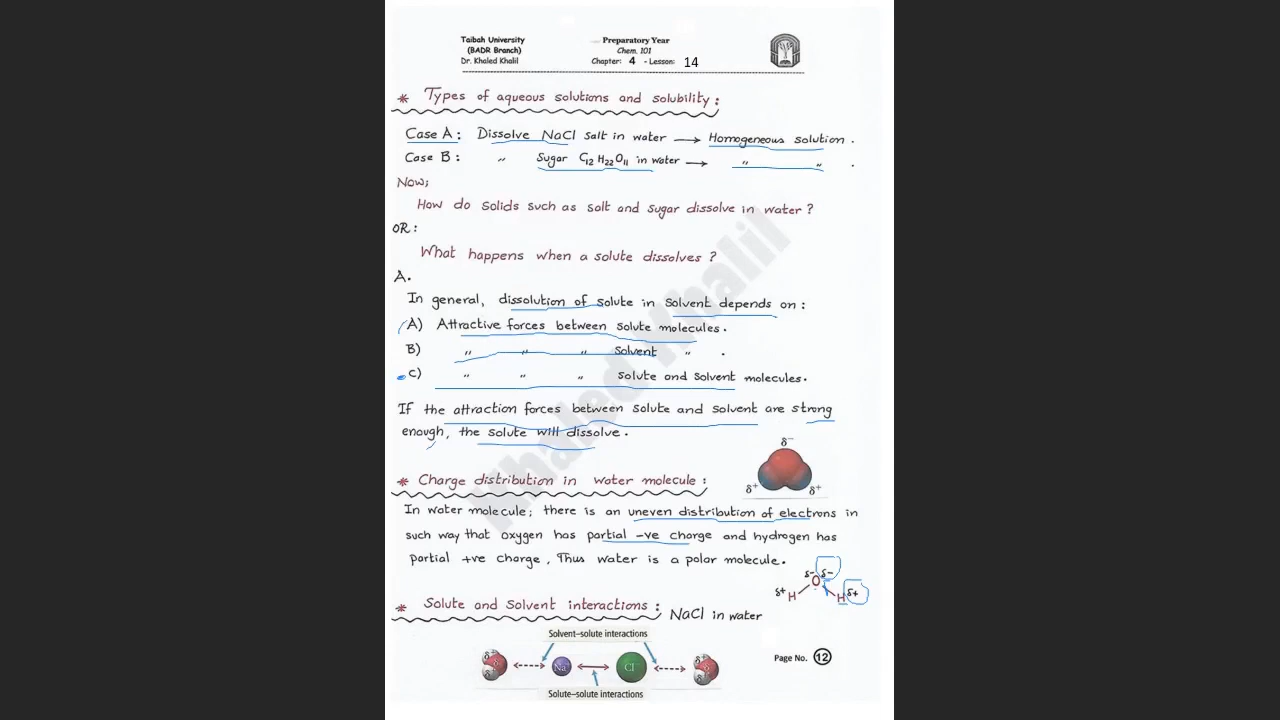 Taibah University
Preparatory Year
(BADR Branch)
Chem. 101
Dr. Khaled Khalil
Chapter: 4 - Lesson: 14
* Types of aqueous solutions and solubility:
Case A: Dissolve NaCl salt in water → Homogeneous solution.
Case B: " Sugar C12 H22 O11 in water → " " .
Now;
How do solids such as salt and sugar dissolve in water?
OR:
What happens when a solute dissolves?
A.
In general, dissolution of solute in solvent depends on:
A) Attractive forces between solute molecules.
B) " " " solvent " .
C) " " " solute and solvent molecules.
If the attraction forces between solute and solvent are strong
enough, the solute will dissolve.
δ−
δ+ δ+
* Charge distribution in water molecule:
In water molecule; there is an uneven distribution of electrons in
such way that oxygen has partial -ve charge and hydrogen has
partial +ve charge, Thus water is a polar molecule.
δ− δ−
δ+ H O H δ+
* Solute and Solvent interactions: NaCl in water
Solvent–solute interactions
Na Cl−
Solute–solute interactions
Page No. 12
Khaled Khalil